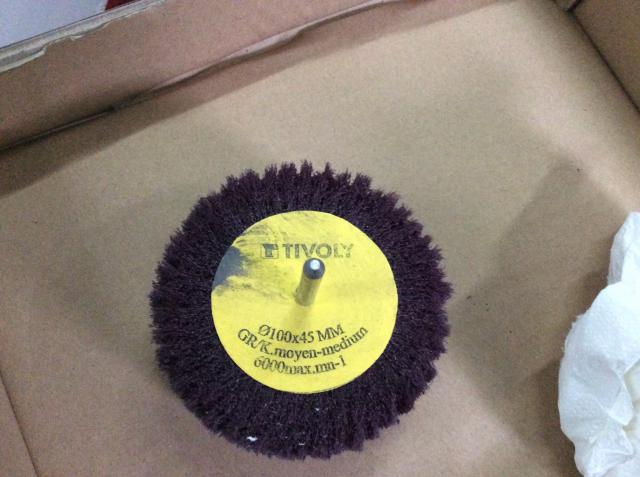 TIVOLY
Ø100x45 MM
GR/K.moyen-medium
6000max.mn-1